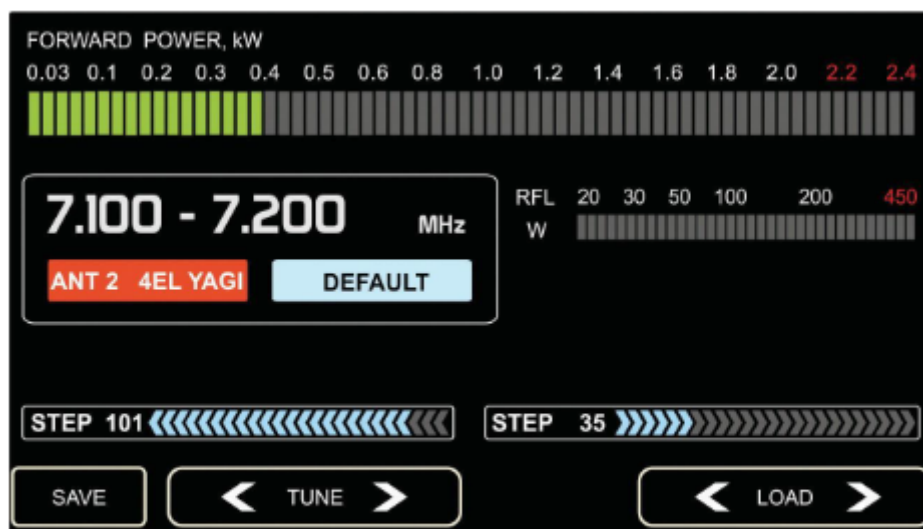 FORWARD POWER, kW
0.03 0.1 0.2 0.3 0.4 0.5 0.6 0.8 1.0 1.2 1.4 1.6 1.8 2.0 2.2 2.4
7.100 - 7.200 MHz
RFL 20 30 50 100 200 450
W
ANT 2 4EL YAGI DEFAULT
STEP 101 STEP 35
SAVE TUNE LOAD